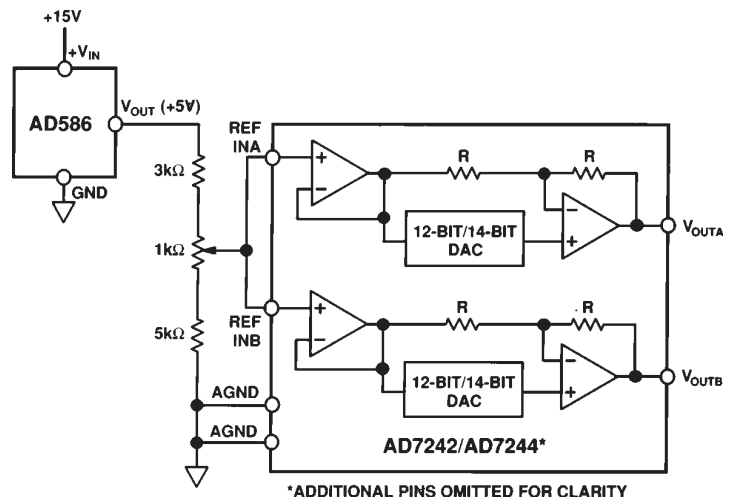 +15V
+VIN
VOUT (+5V)
AD586
GND
3kΩ
1kΩ
5kΩ
REF
INA
R
R
12-BIT/14-BIT
DAC
VOUTA
REF
INB
R
R
12-BIT/14-BIT
DAC
VOUTB
AGND
AGND
AD7242/AD7244*
*ADDITIONAL PINS OMITTED FOR CLARITY